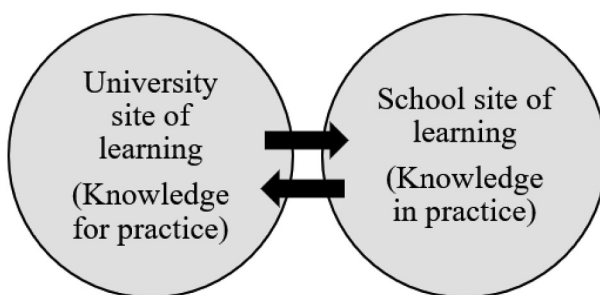 University
site of
learning
(Knowledge
for practice)
School site of
learning
(Knowledge
in practice)